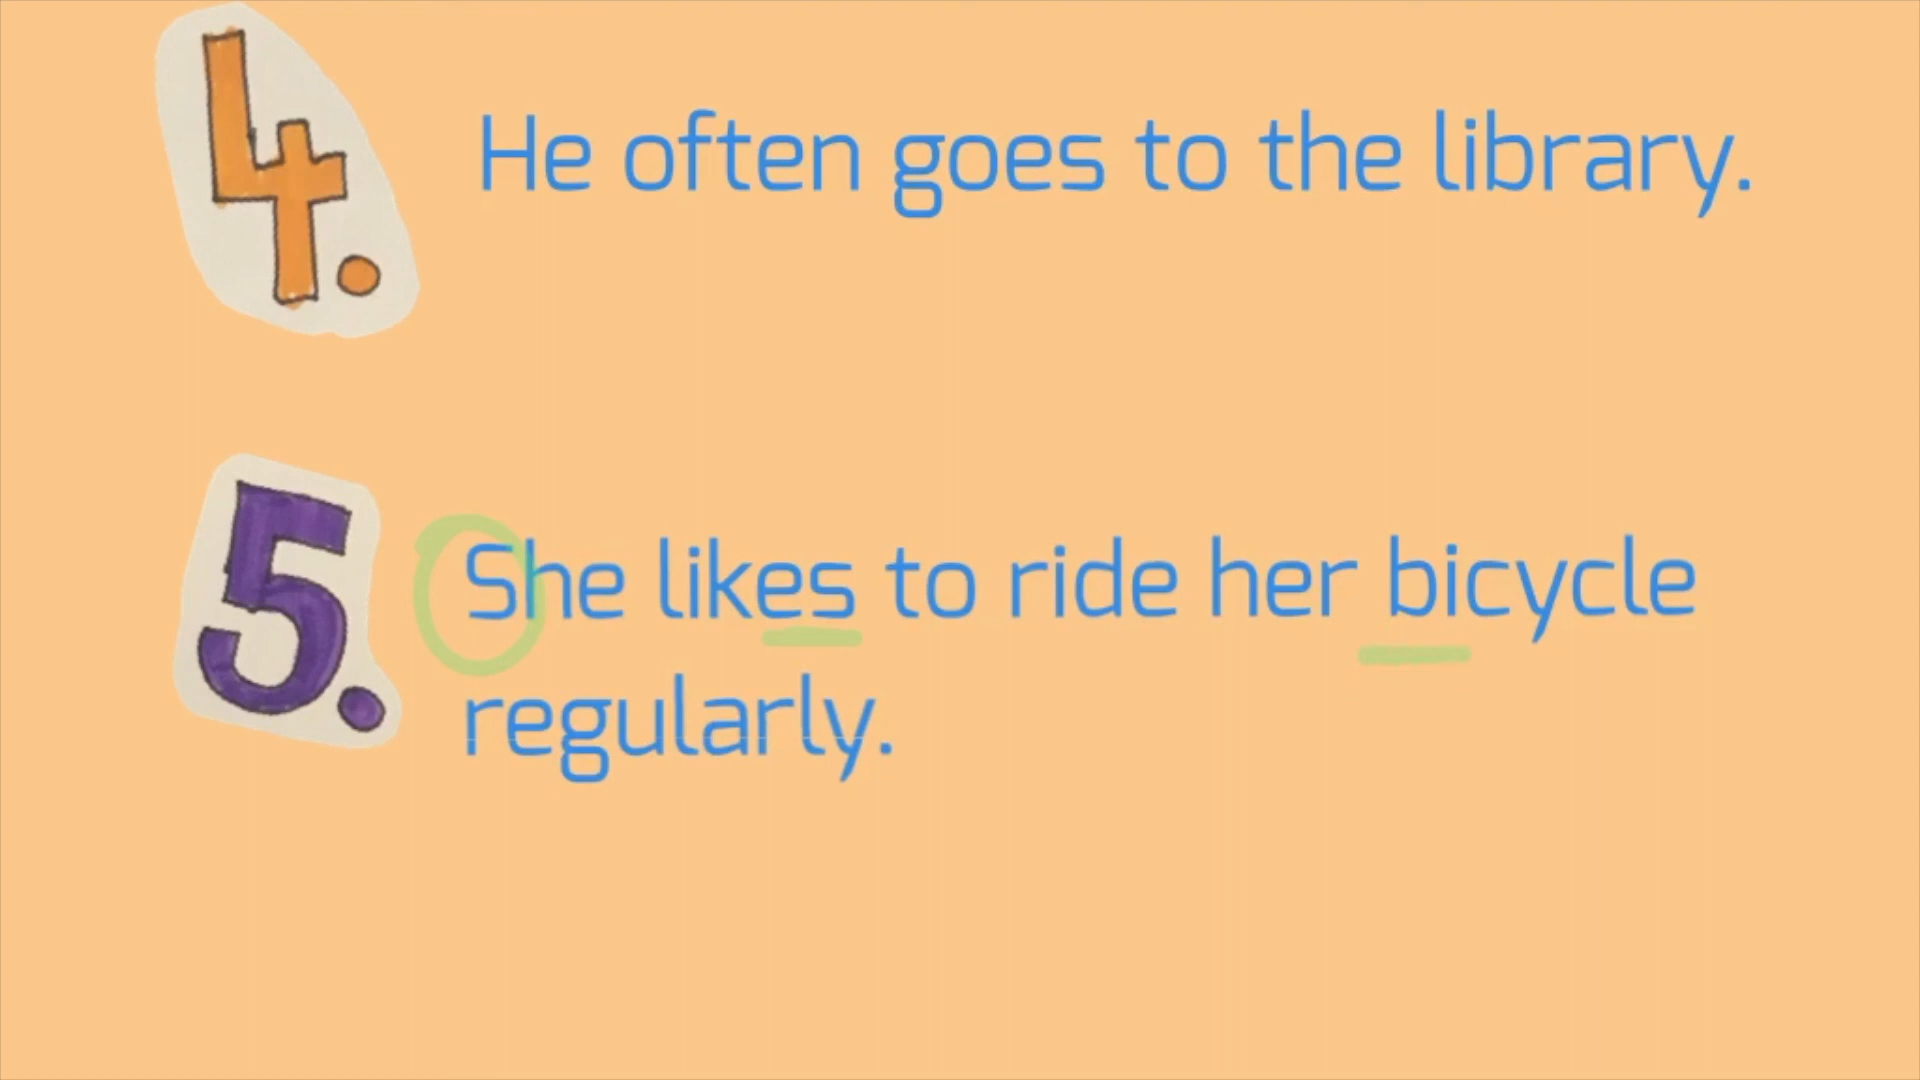 4. He often goes to the library.
5. She likes to ride her bicycle
regularly.